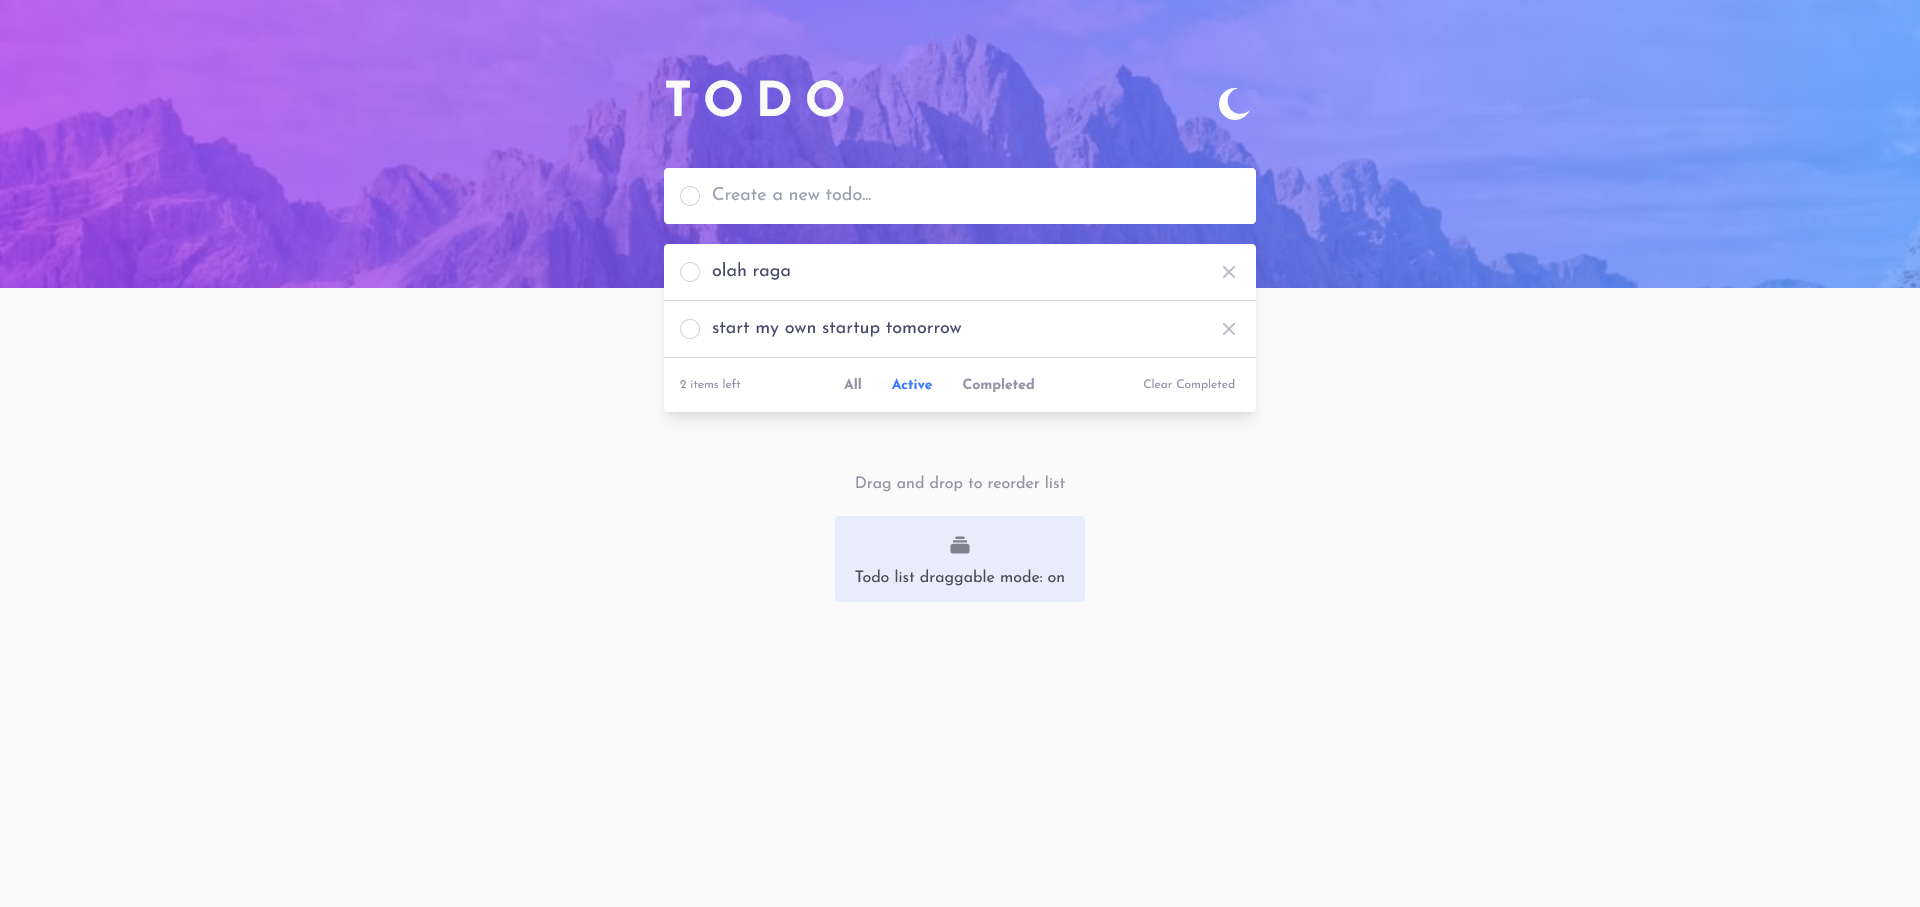 TODO
Create a new todo...
olah raga
start my own startup tomorrow
2 items left All Active Completed Clear Completed
Drag and drop to reorder list
Todo list draggable mode: on